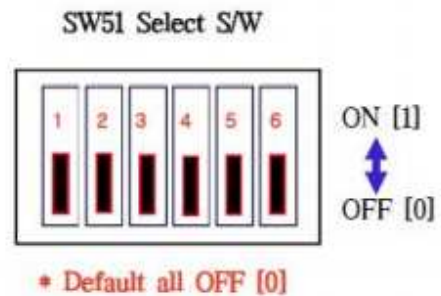 SW51 Select S/W
1 2 3 4 5 6
ON [1]
OFF [0]
* Default all OFF [0]